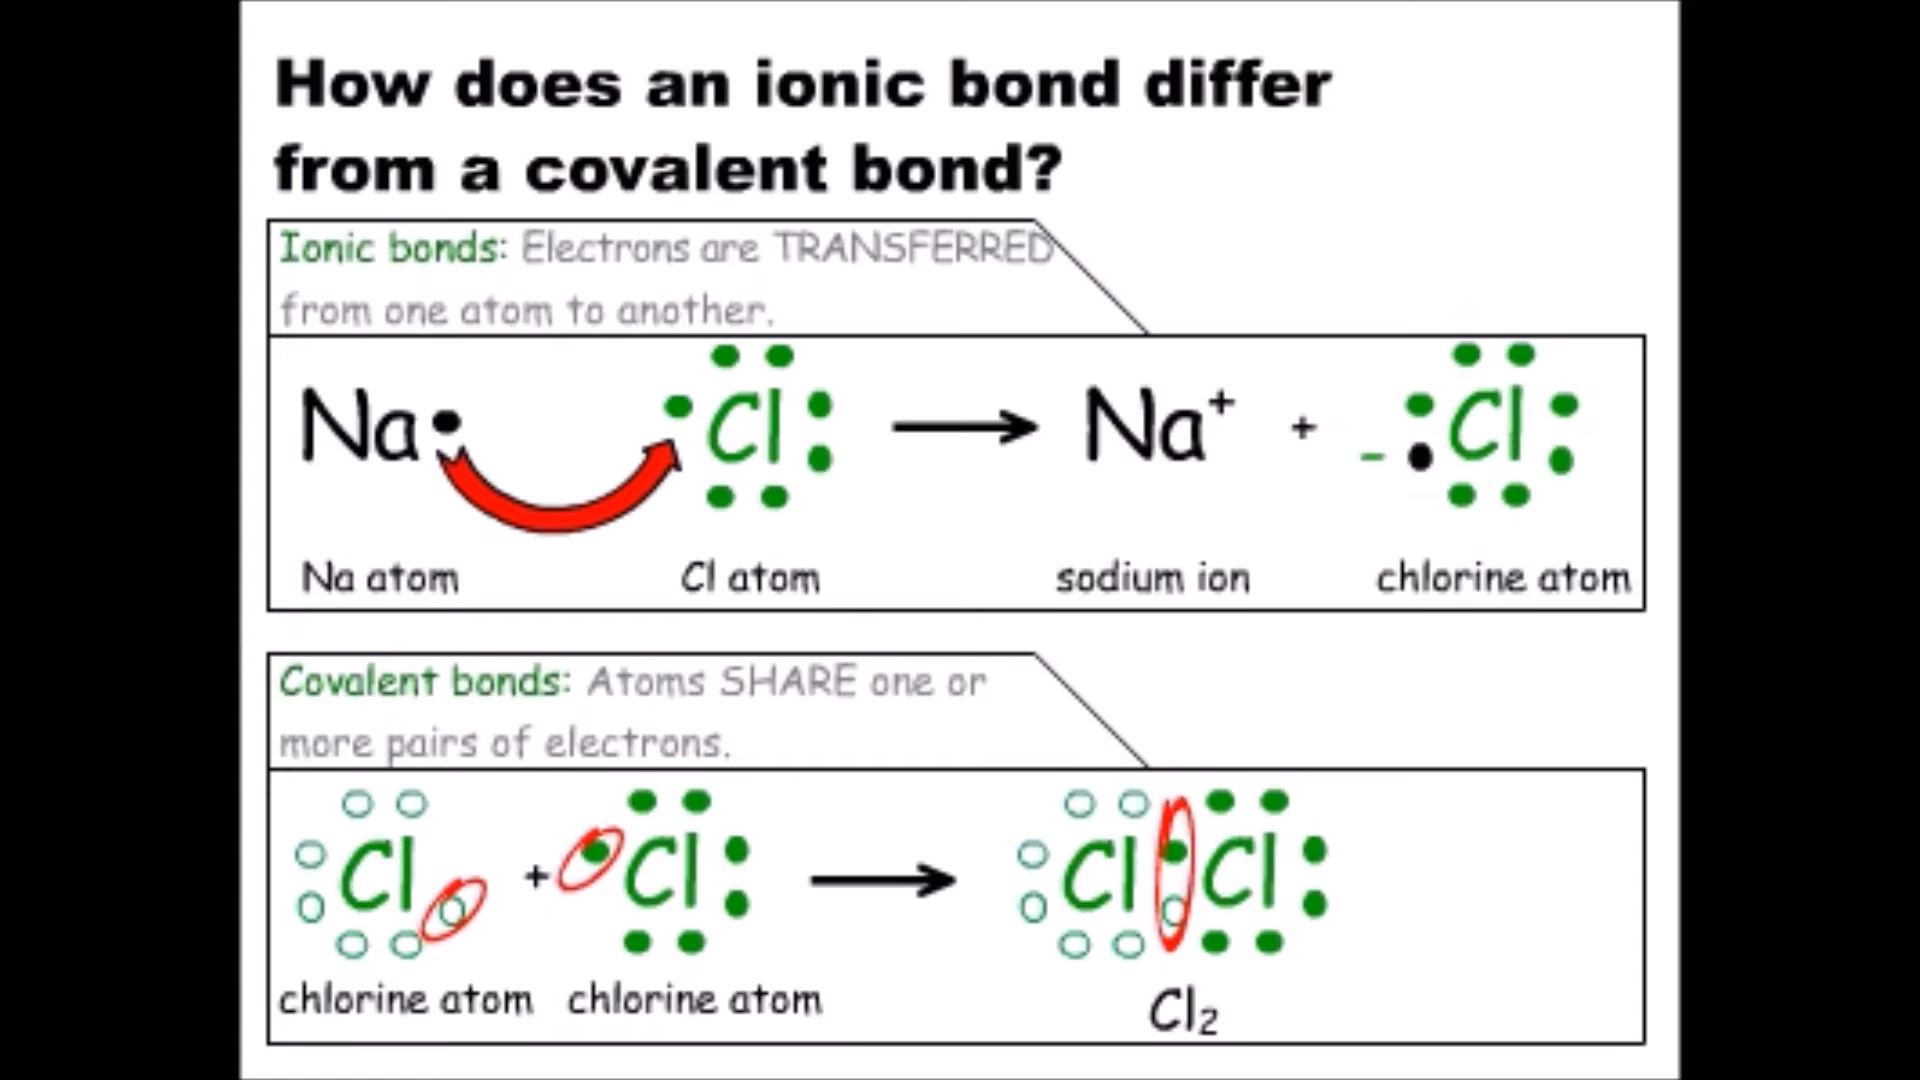 How does an ionic bond differ
from a covalent bond?
Ionic bonds: Electrons are TRANSFERRED
from one atom to another.
Na Cl Na⁺ + - Cl
Na atom Cl atom sodium ion chlorine atom
Covalent bonds: Atoms SHARE one or
more pairs of electrons.
Cl + Cl Cl Cl
chlorine atom chlorine atom Cl₂